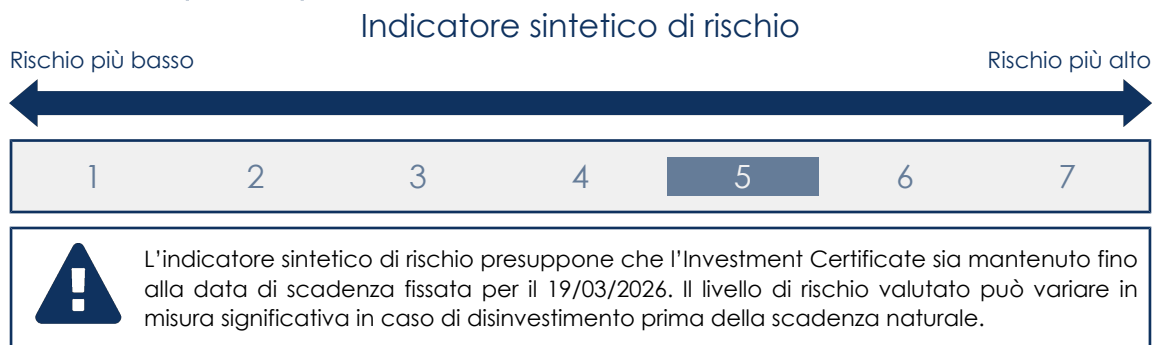 Indicatore sintetico di rischio
Rischio più basso Rischio più alto
1 2 3 4 5 6 7
L’indicatore sintetico di rischio presuppone che l’Investment Certificate sia mantenuto fino
alla data di scadenza fissata per il 19/03/2026. Il livello di rischio valutato può variare in
misura significativa in caso di disinvestimento prima della scadenza naturale.